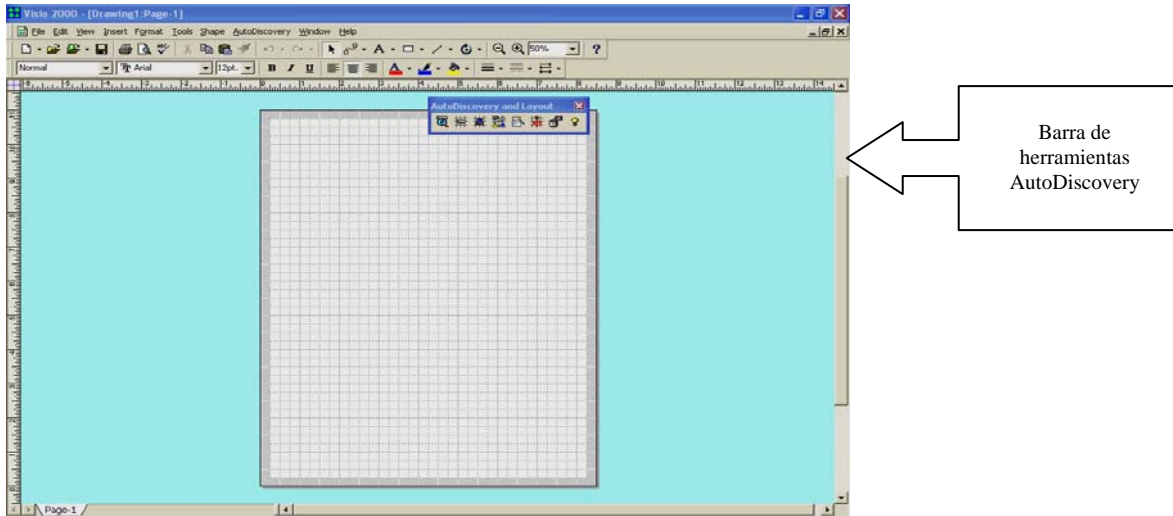 Visio 2000 - [Drawing1:Page-1]
File Edit View Insert Format Tools Shape AutoDiscovery Window Help
50%
Normal Arial 12pt.
AutoDiscovery and Layout
Barra de
herramientas
AutoDiscovery
Page-1